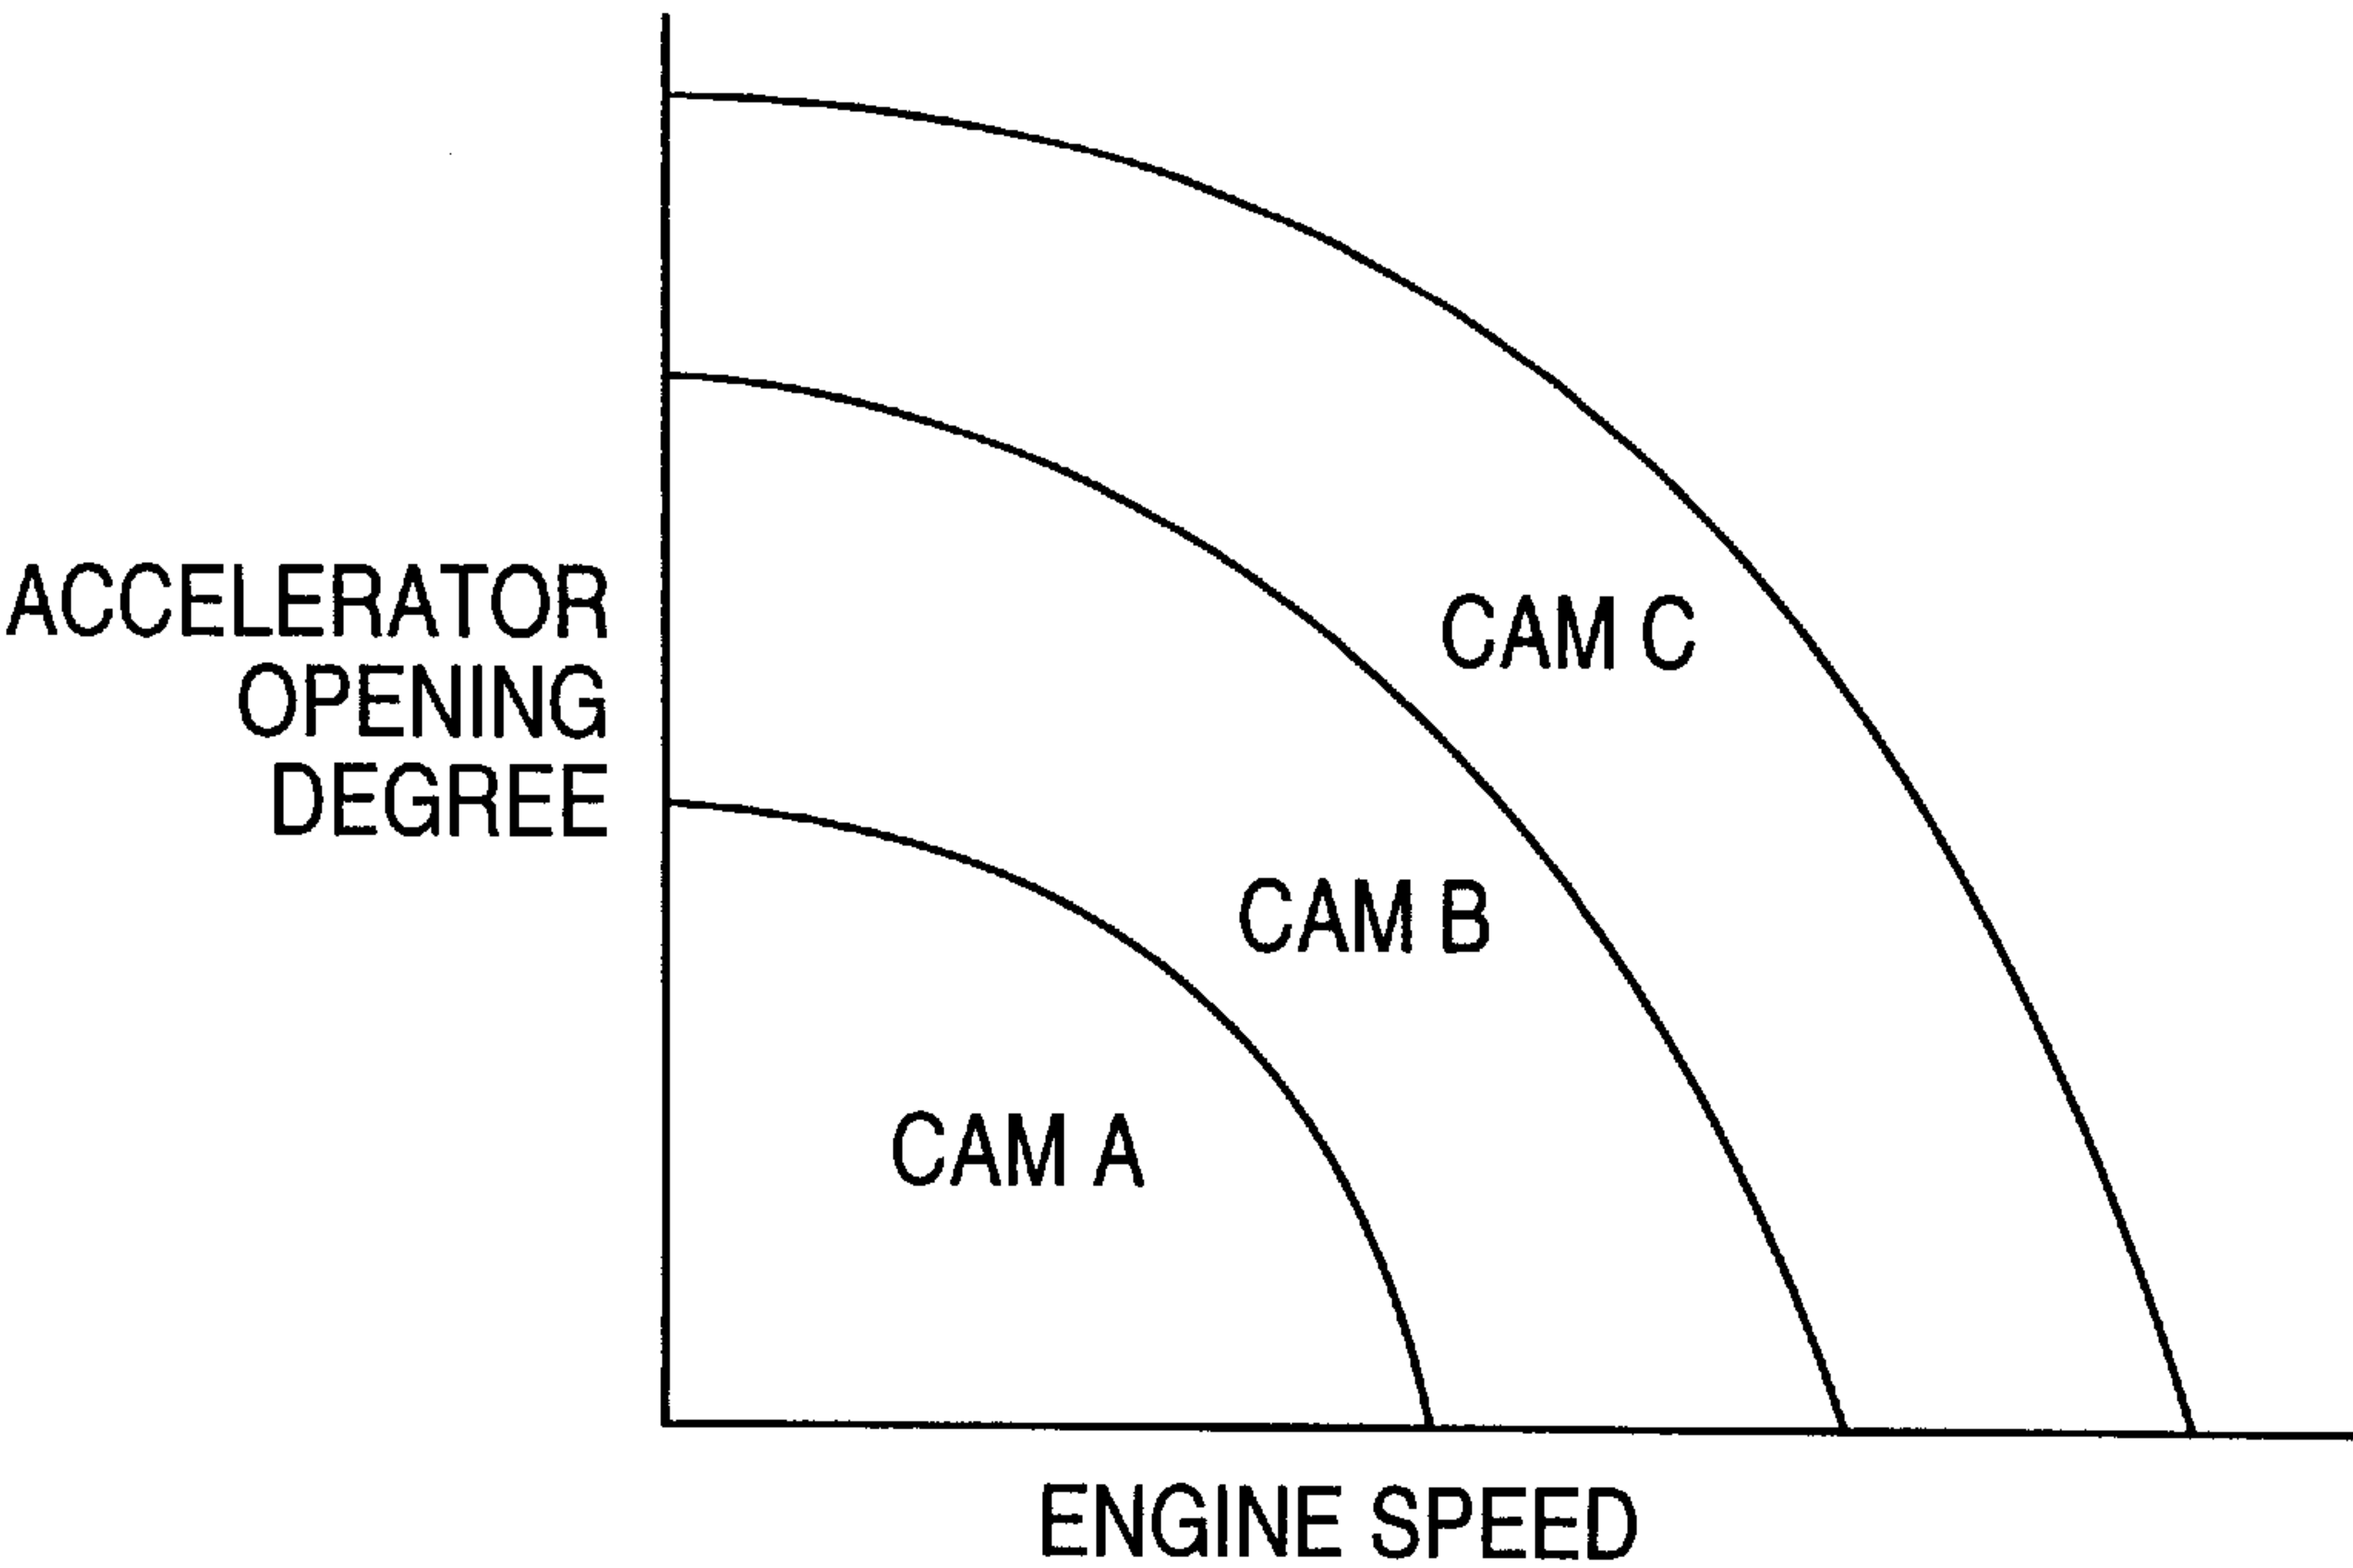 ACCELERATOR
OPENING
DEGREE
CAM C
CAM B
CAM A
ENGINE SPEED